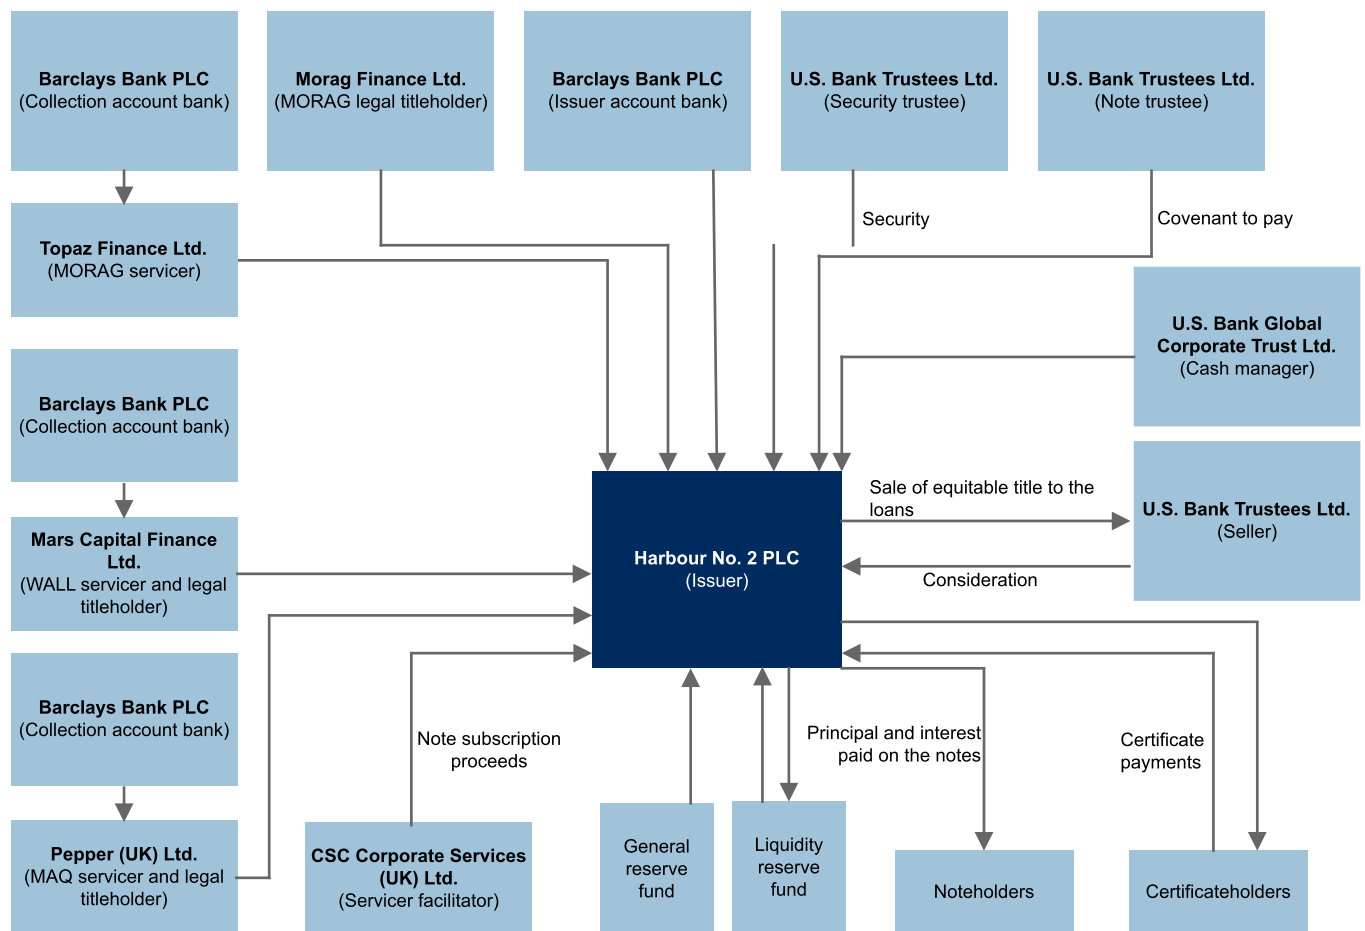 Barclays Bank PLC
(Collection account bank)
Morag Finance Ltd.
(MORAG legal titleholder)
Barclays Bank PLC
(Issuer account bank)
U.S. Bank Trustees Ltd.
(Security trustee)
U.S. Bank Trustees Ltd.
(Note trustee)
Security
Covenant to pay
Topaz Finance Ltd.
(MORAG servicer)
U.S. Bank Global
Corporate Trust Ltd.
(Cash manager)
Barclays Bank PLC
(Collection account bank)
Sale of equitable title to the
loans
U.S. Bank Trustees Ltd.
(Seller)
Mars Capital Finance
Ltd.
(WALL servicer and legal
titleholder)
Harbour No. 2 PLC
(Issuer)
Consideration
Barclays Bank PLC
(Collection account bank)
Note subscription
proceeds
Principal and interest
paid on the notes
Certificate
payments
Pepper (UK) Ltd.
(MAQ servicer and legal
titleholder)
CSC Corporate Services
(UK) Ltd.
(Servicer facilitator)
General
reserve
fund
Liquidity
reserve
fund
Noteholders
Certificateholders